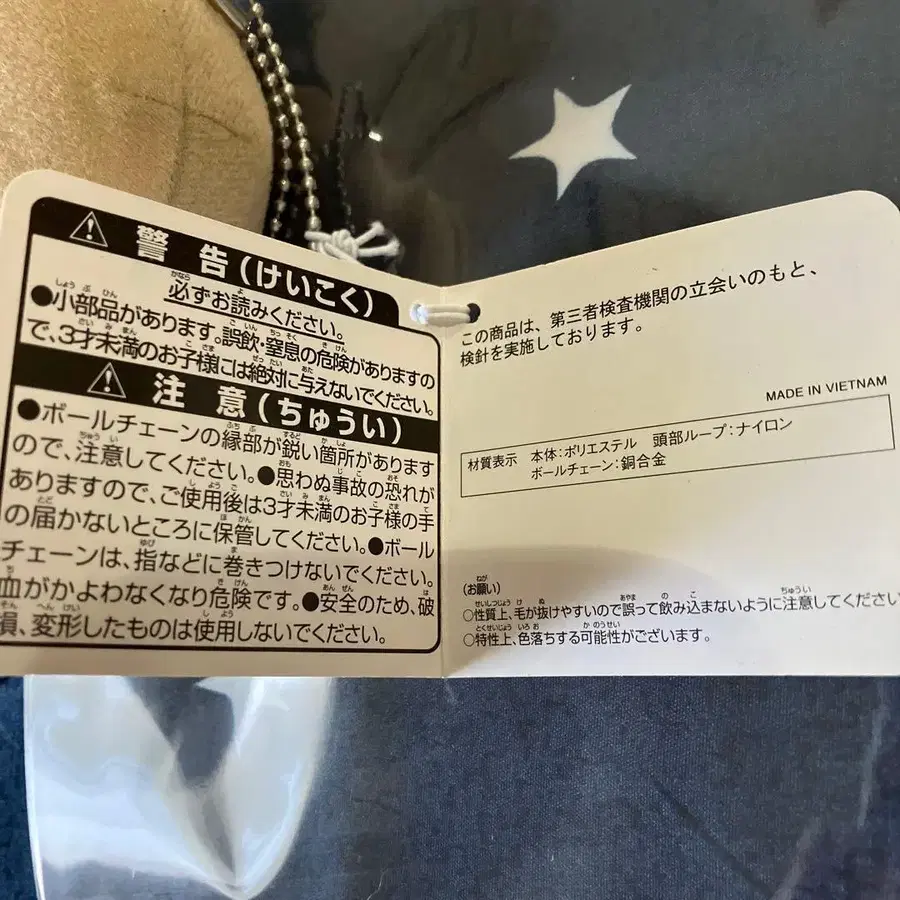 警告(けいこく)
必ずお読みください。
●小部品があります。誤飲・窒息の危険がありますの
で、3才未満のお子様には絶対に与えないでください。
注意(ちゅうい)
●ボールチェーンの縁部が鋭い箇所があります
ので、注意してください。●思わぬ事故の恐れが
ありますので、ご使用後は3才未満のお子様の手
の届かないところに保管してください。●ボール
チェーンは、指などに巻きつけないでください。
血がかよわなくなり危険です。●安全のため、破
損、変形したものは使用しないでください。
この商品は、第三者検査機関の立会いのもと、
検針を実施しております。
MADE IN VIETNAM
材質表示 本体:ポリエステル 頭部ループ:ナイロン
ボールチェーン:銅合金
(お願い)
○性質上、毛が抜けやすいので誤って飲み込まないように注意してください
○特性上、色落ちする可能性がございます。